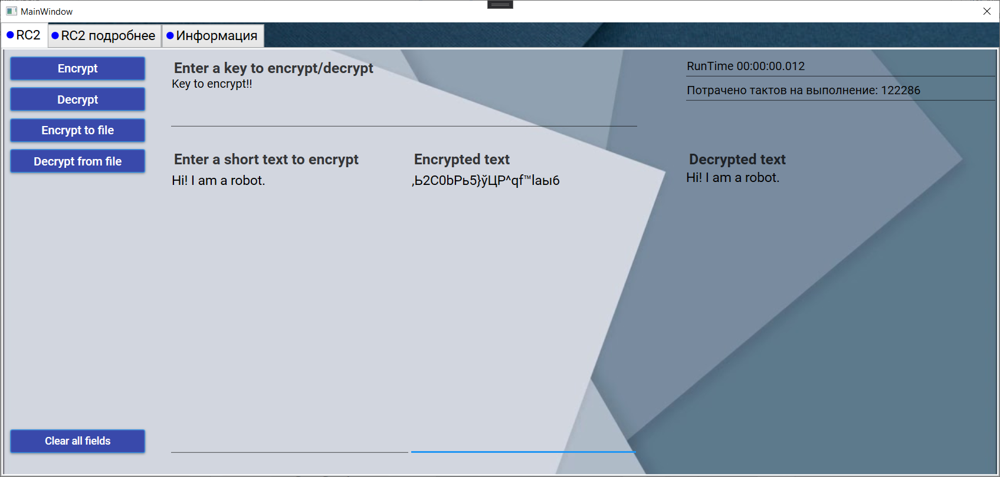 MainWindow
RC2
RC2 подробнее
Информация
Encrypt
Decrypt
Encrypt to file
Decrypt from file
Clear all fields
Enter a key to encrypt/decrypt
Key to encrypt!!
RunTime 00:00:00.012
Потрачено тактов на выполнение: 122286
Enter a short text to encrypt
Hi! I am a robot.
Encrypted text
‚Ь2C0bPь5}ўЦP^qf™laы6
Decrypted text
Hi! I am a robot.